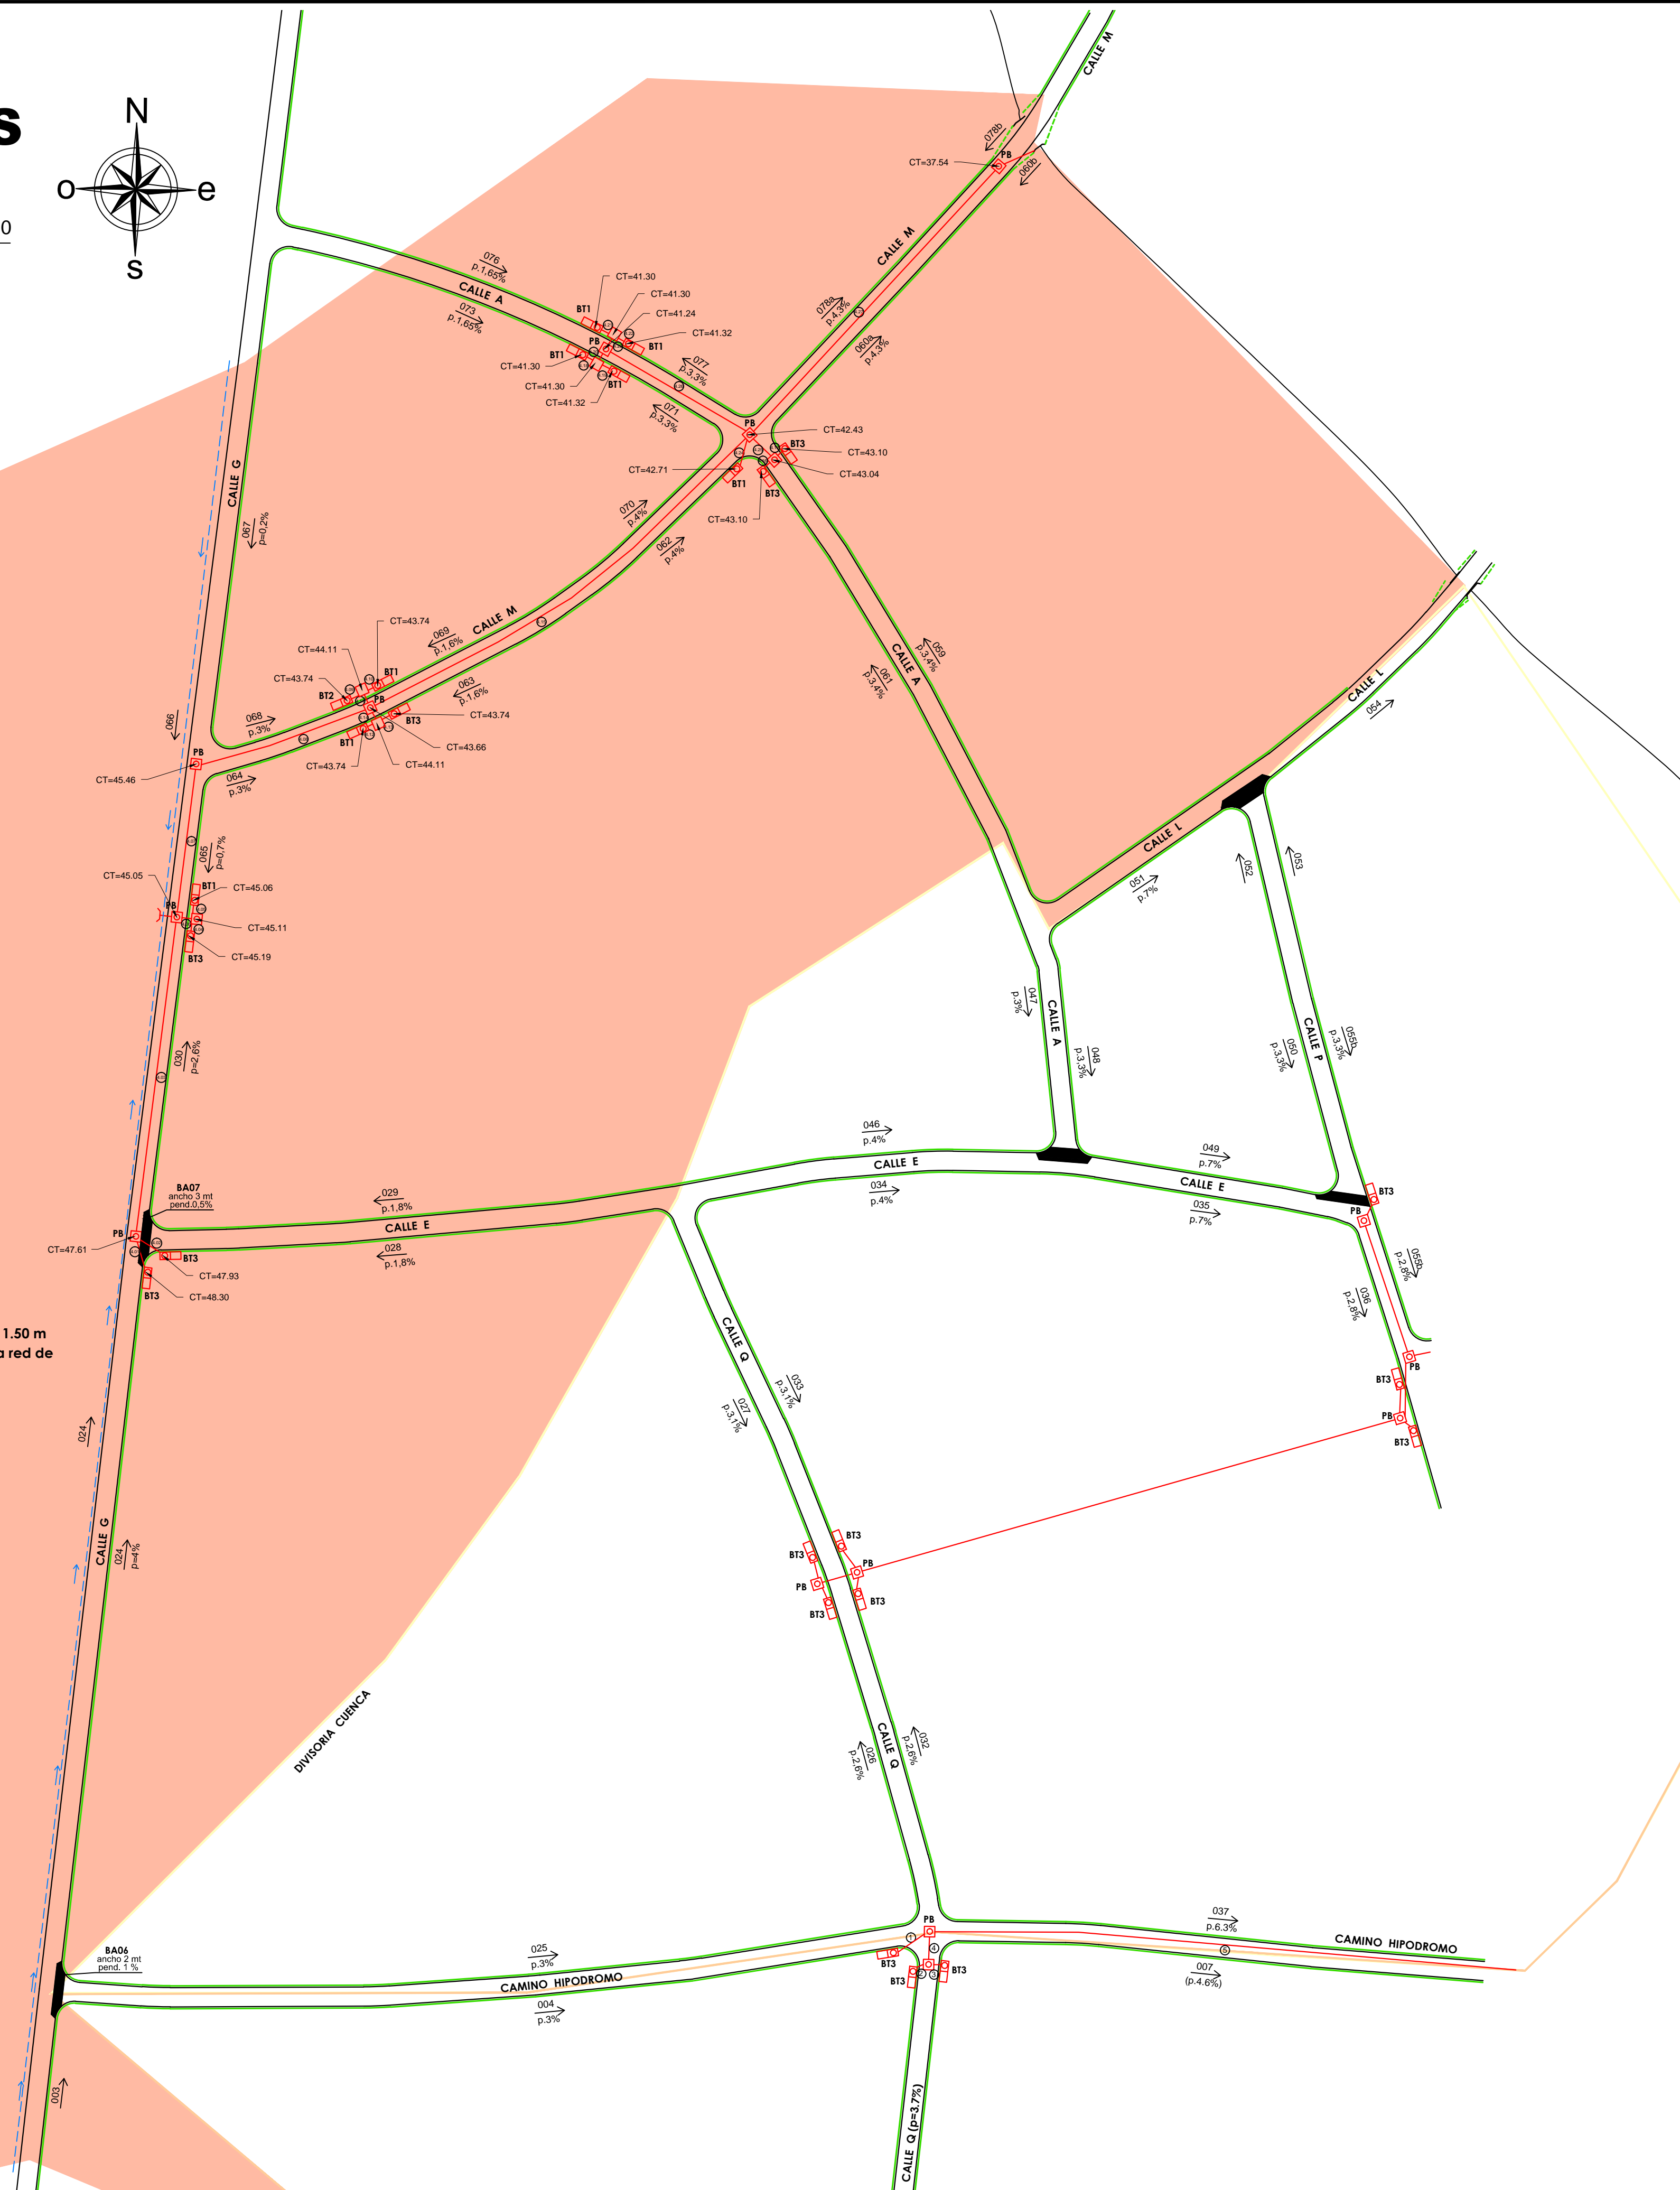 s
0
N
o
e
s
CALLE M
078b
PB
060b
CT=37.54
CALLE M
076
p.1,65%
CALLE A
073
p.1,65%
CT=41.30
CT=41.30
BT1
CT=41.24
CT=41.32
PB
BT1
BT1
CT=41.30
CT=41.30
BT1
CT=41.32
077
p.3,3%
071
p.3,3%
078a
p.4,3%
060a
p.4,3%
PB
CT=42.43
BT3
CT=43.10
CT=43.04
CT=42.71
BT1
BT3
CT=43.10
CALLE G
067
p=0,2%
070
p.4%
062
p.4%
CALLE M
069
p.1,6%
063
p.1,6%
CT=43.74
CT=44.11
CT=43.74
BT1
BT2
PB
CT=43.74
BT3
BT1
CT=43.66
CT=43.74
CT=44.11
059
p.3,4%
CALLE A
061
p.3,4%
066
068
p.3%
PB
CT=45.46
064
p.3%
065
p=0,7%
CALLE L
054
CALLE L
051
p.7%
052
053
CT=45.05
BT1
CT=45.06
PB
CT=45.11
CT=45.19
BT3
047
p.3%
CALLE A
048
p.3,3%
050
p.3,3%
CALLE P
055b
p.3,3%
030
p=2,6%
046
p.4%
CALLE E
034
p.4%
049
p.7%
CALLE E
035
p.7%
BT3
PB
BA07
ancho 3 mt
pend.0,5%
029
p.1,8%
CALLE E
028
p.1,8%
PB
CT=47.61
BT3
CT=47.93
BT3
CT=48.30
055b
p.2,8%
036
p.2,8%
1.50 m
a red de
CALLE Q
033
p.3,1%
027
p.3,1%
PB
BT3
PB
BT3
024
CALLE G
024
p=4%
BT3
BT3
PB
PB
BT3
BT3
DIVISORIA CUENCA
CALLE Q
032
p.2,6%
026
p.2,6%
PB
037
p.6.3%
CAMINO HIPODROMO
BA06
ancho 2 mt
pend. 1 %
025
p.3%
1
4
5
BT3
BT3
2
3
BT3
007
(p.4.6%)
CAMINO HIPODROMO
004
p.3%
003
CALLE Q (p=3.7%)